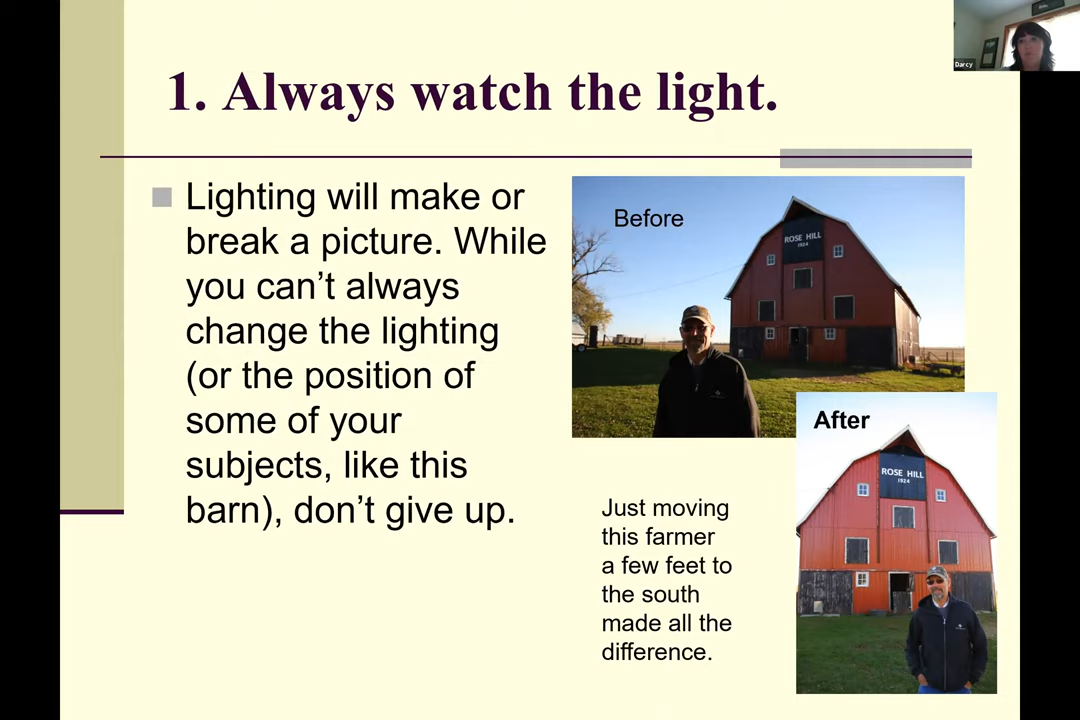 1. Always watch the light.
Lighting will make or
break a picture. While
you can’t always
change the lighting
(or the position of
some of your
subjects, like this
barn), don’t give up.
Before
ROSE HILL
1924
After
ROSE HILL
1924
Just moving
this farmer
a few feet to
the south
made all the
difference.
Darcy